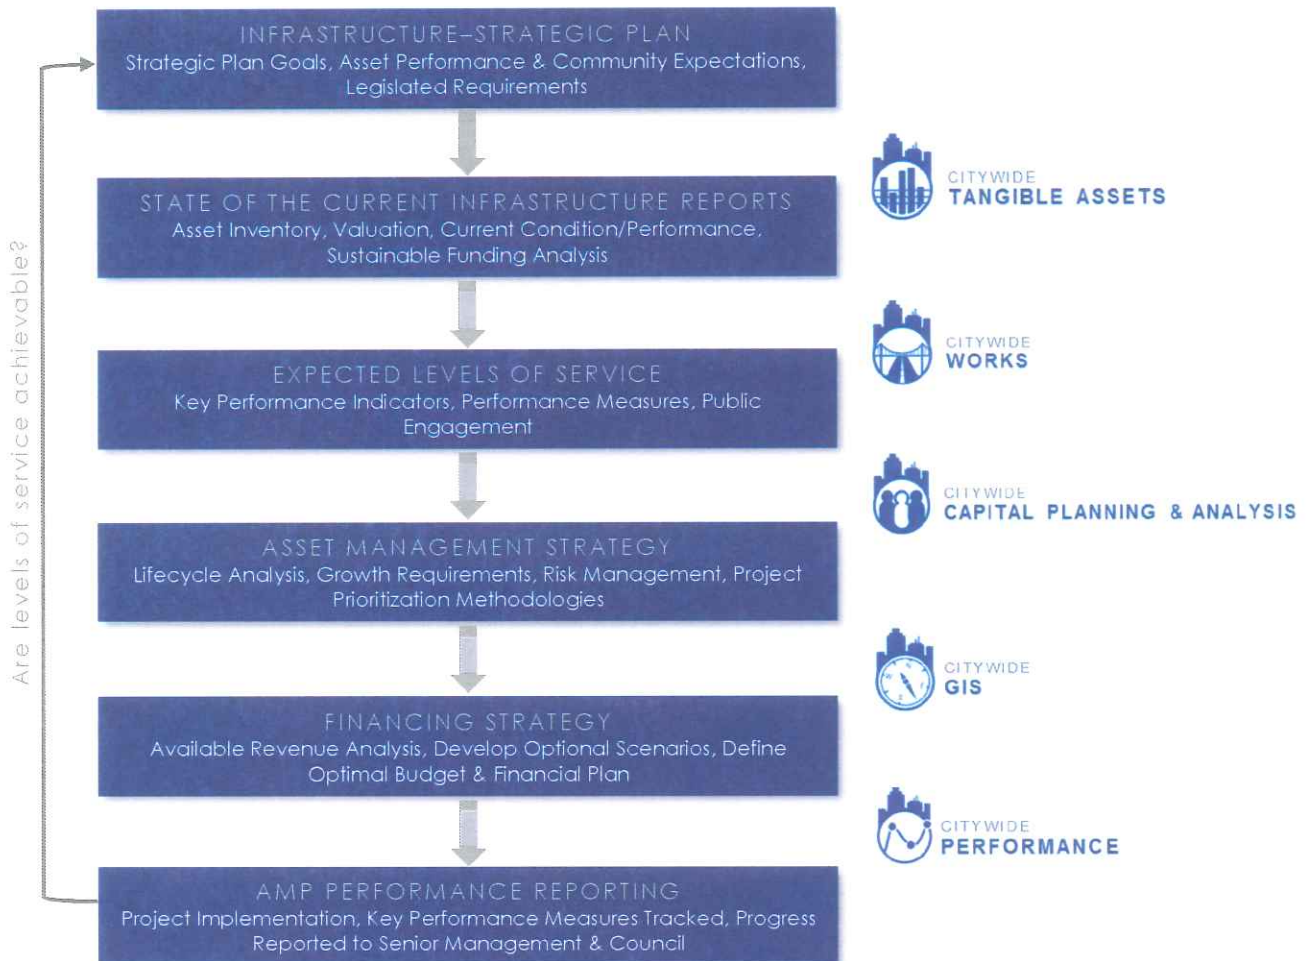 INFRASTRUCTURE–STRATEGIC PLAN
Strategic Plan Goals, Asset Performance & Community Expectations,
Legislated Requirements
STATE OF THE CURRENT INFRASTRUCTURE REPORTS
Asset Inventory, Valuation, Current Condition/Performance,
Sustainable Funding Analysis
EXPECTED LEVELS OF SERVICE
Key Performance Indicators, Performance Measures, Public
Engagement
ASSET MANAGEMENT STRATEGY
Lifecycle Analysis, Growth Requirements, Risk Management, Project
Prioritization Methodologies
FINANCING STRATEGY
Available Revenue Analysis, Develop Optional Scenarios, Define
Optimal Budget & Financial Plan
AMP PERFORMANCE REPORTING
Project Implementation, Key Performance Measures Tracked, Progress
Reported to Senior Management & Council
Are levels of service achievable?
CITYWIDE
TANGIBLE ASSETS
CITYWIDE
WORKS
CITYWIDE
CAPITAL PLANNING & ANALYSIS
CITYWIDE
GIS
CITYWIDE
PERFORMANCE